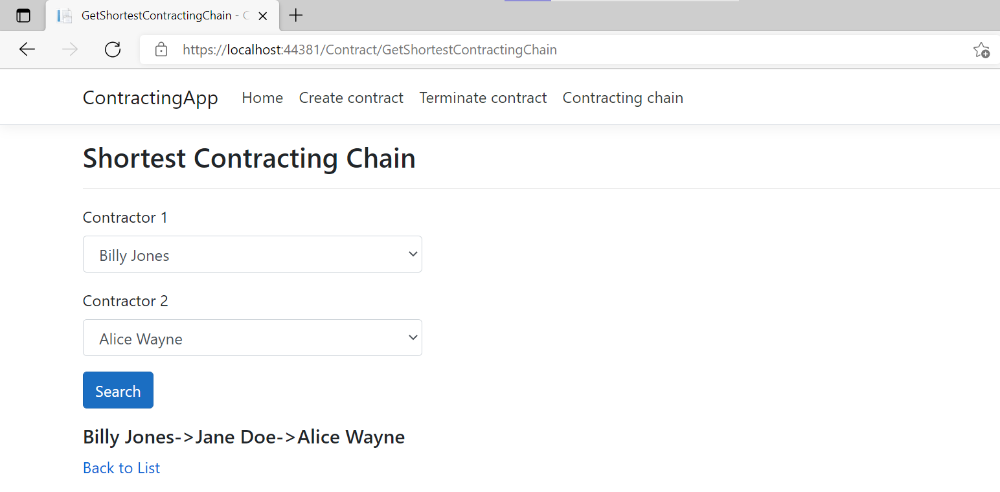 GetShortestContractingChain - C
https://localhost:44381/Contract/GetShortestContractingChain
ContractingApp Home Create contract Terminate contract Contracting chain
Shortest Contracting Chain
Contractor 1
Billy Jones
Contractor 2
Alice Wayne
Search
Billy Jones->Jane Doe->Alice Wayne
Back to List